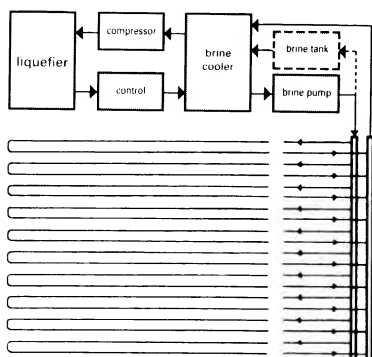 compressor
liquefier
brine
cooler
brine tank
control
brine pump